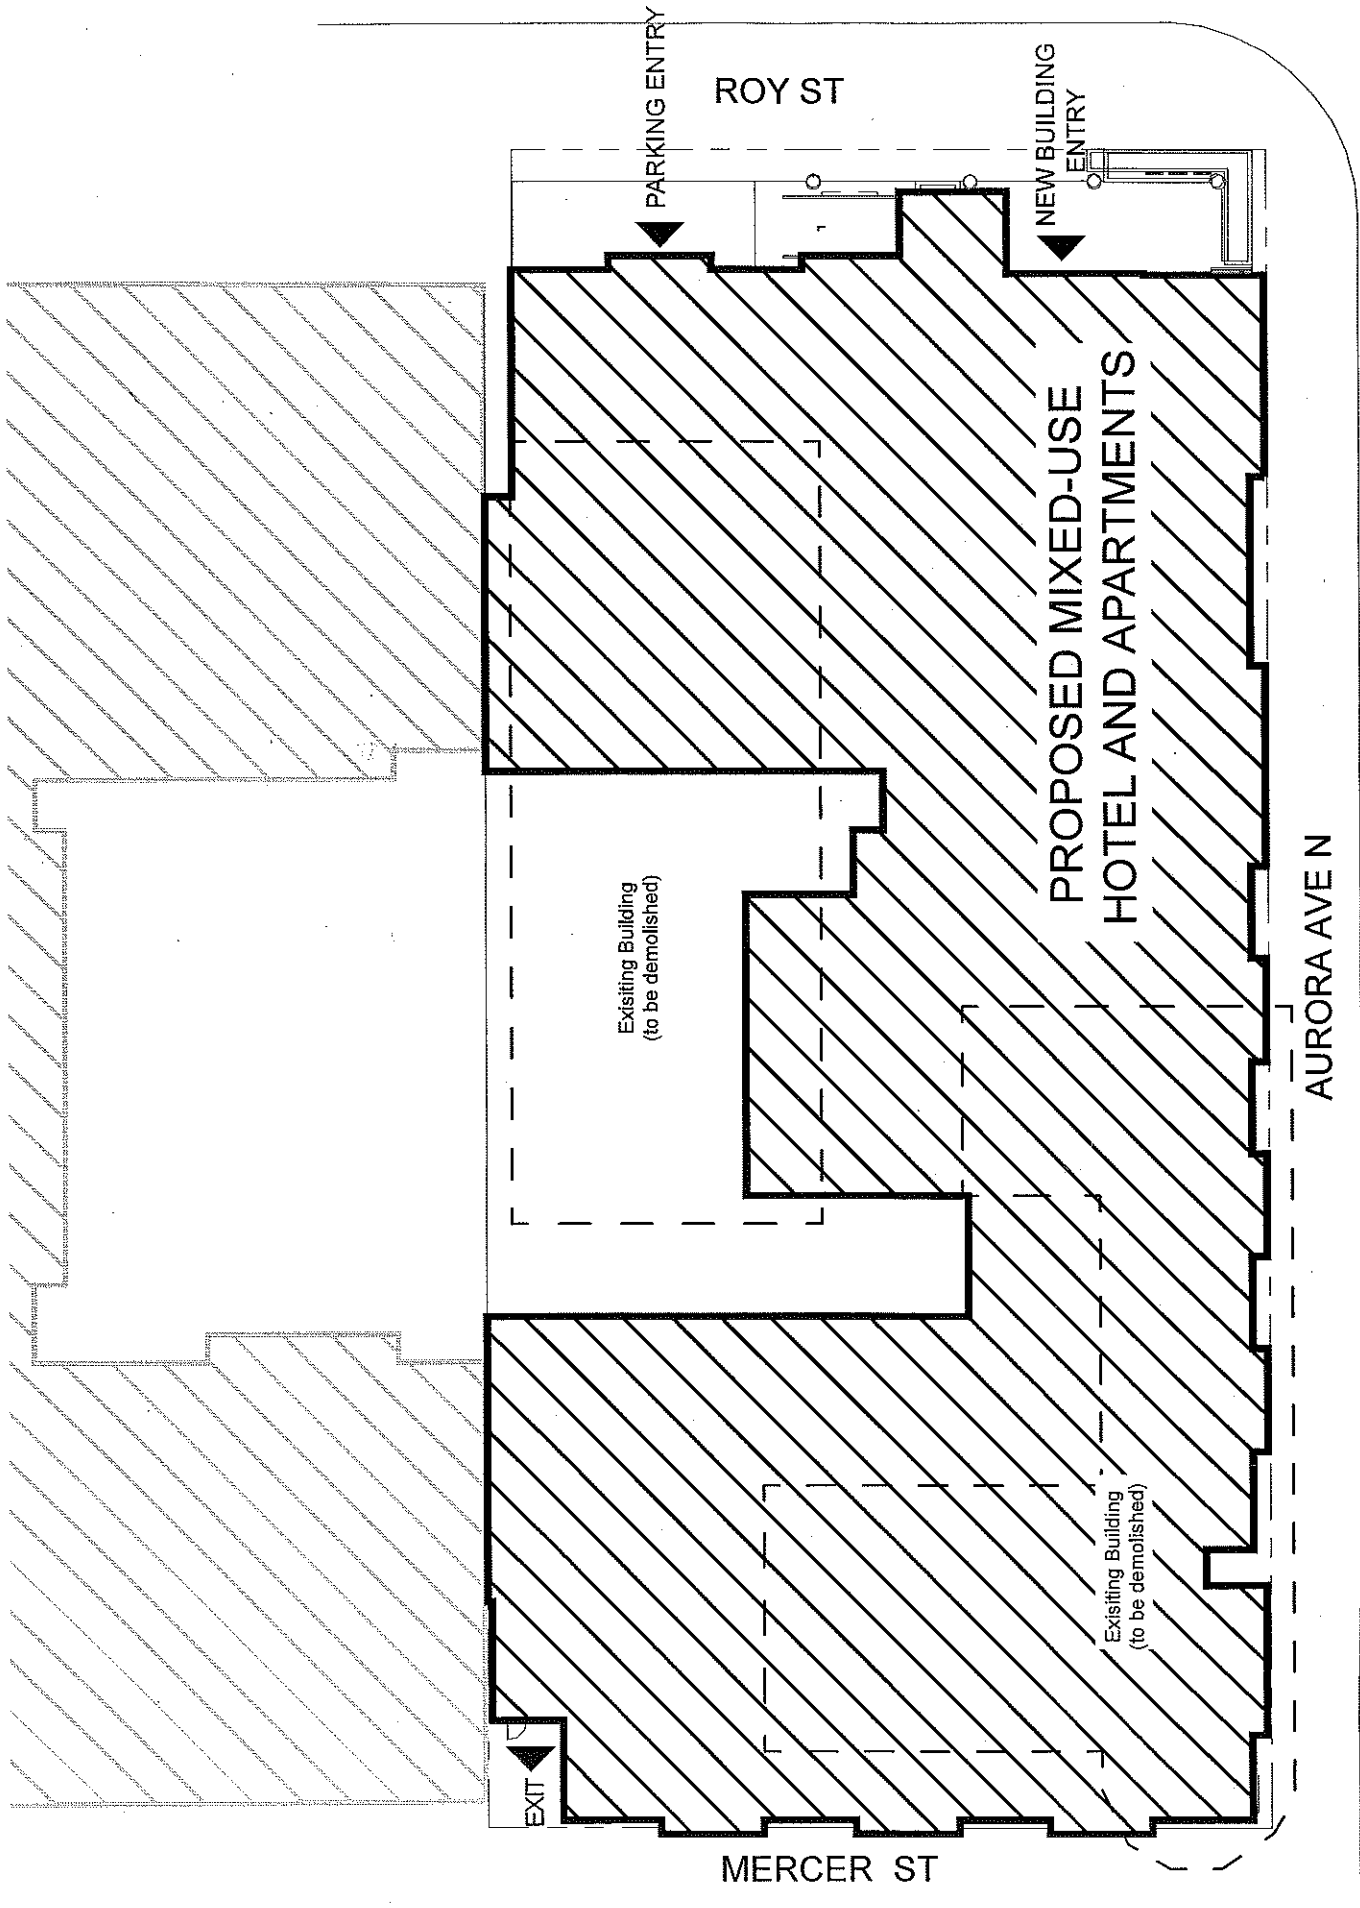 ROY ST
PARKING ENTRY
NEW BUILDING
ENTRY
PROPOSED MIXED-USE
HOTEL AND APARTMENTS
Exisiting Building
(to be demolished)
AURORA AVE N
Exisiting Building
(to be demolished)
EXIT
MERCER ST